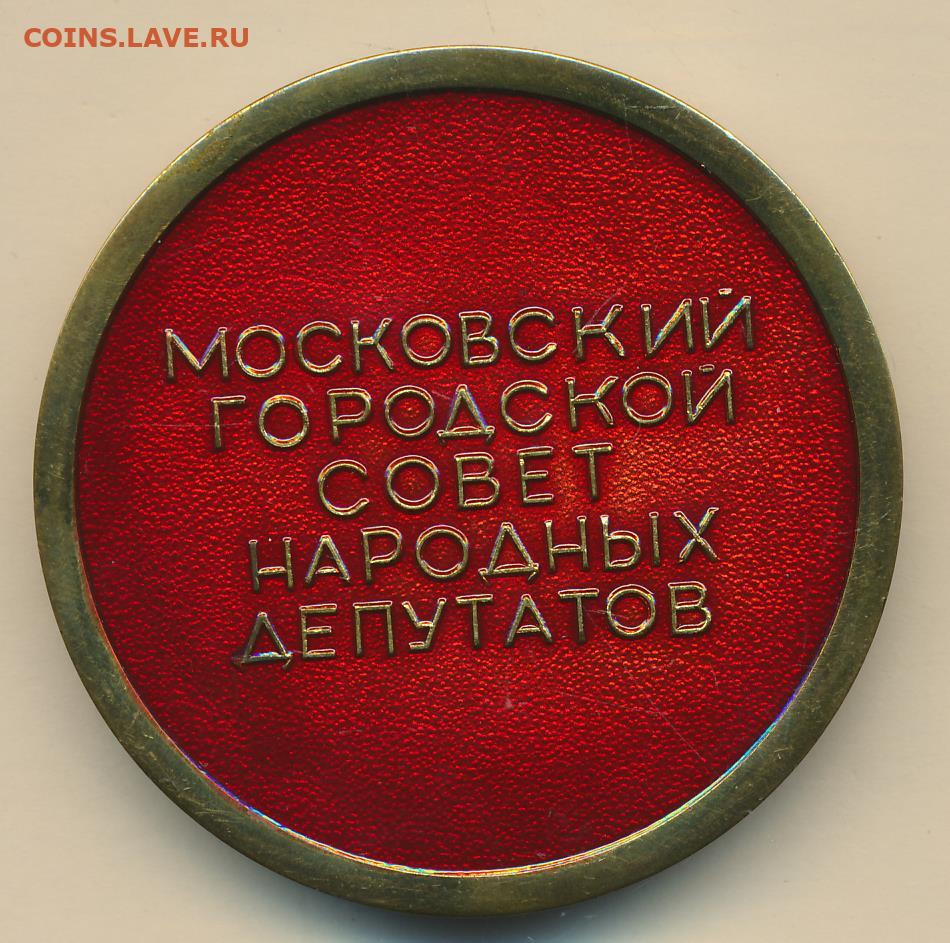 COINS.LAVE.RU
МОСКОВСКИЙ
ГОРОДСКОЙ
СОВЕТ
НАРОДНЫХ
ДЕПУТАТОВ